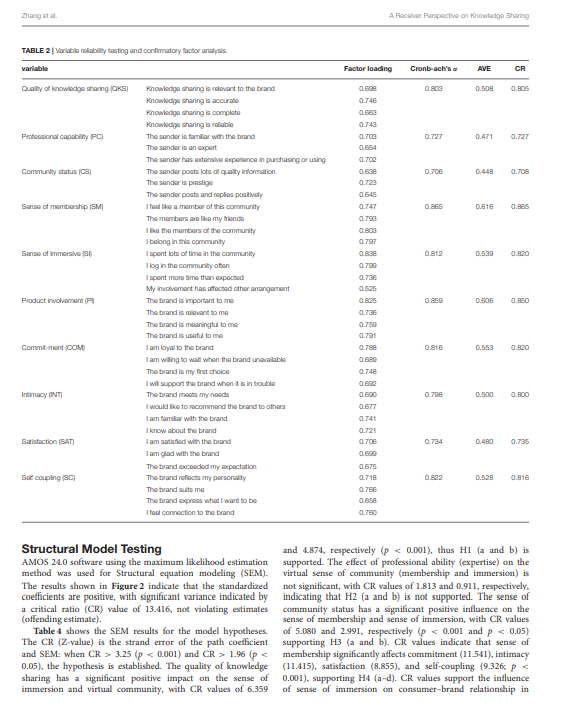 Zhang et al.
A Receiver Perspective on Knowledge Sharing
TABLE 2 | Variable reliability testing and confirmatory factor analysis.
variable Factor loading Cronb-ach's α AVE CR
Quality of knowledge sharing (QKS) Knowledge sharing is relevant to the brand 0.698 0.803 0.508 0.805
Knowledge sharing is accurate 0.746
Knowledge sharing is complete 0.663
Knowledge sharing is reliable 0.743
Professional capability (PC) The sender is familiar with the brand 0.703 0.727 0.471 0.727
The sender is an expert 0.654
The sender has extensive experience in purchasing or using 0.702
Community status (CS) The sender posts lots of quality information 0.638 0.706 0.448 0.708
The sender is prestige 0.723
The sender posts and replies positively 0.645
Sense of membership (SM) I feel like a member of this community 0.747 0.865 0.616 0.865
The members are like my friends 0.793
I like the members of the community 0.803
I belong in this community 0.797
Sense of immersive (SI) I spent lots of time in the community 0.838 0.812 0.539 0.820
I log in the community often 0.799
I spent more time than expected 0.736
My involvement has affected other arrangement 0.525
Product involvement (PI) The brand is important to me 0.825 0.859 0.606 0.850
The brand is relevant to me 0.736
The brand is meaningful to me 0.759
The brand is useful to me 0.791
Commit-ment (COM) I am loyal to the brand 0.788 0.816 0.553 0.820
I am willing to wait when the brand unavailable 0.689
The brand is my first choice 0.748
I will support the brand when it is in trouble 0.692
Intimacy (INT) The brand meets my needs 0.690 0.798 0.500 0.800
I would like to recommend the brand to others 0.677
I am familiar with the brand 0.741
I know about the brand 0.721
Satisfaction (SAT) I am satisfied with the brand 0.706 0.734 0.480 0.735
I am glad with the brand 0.699
The brand exceeded my expectation 0.675
Self coupling (SC) The brand reflects my personality 0.718 0.822 0.528 0.816
The brand suits me 0.766
The brand express what I want to be 0.658
I feel connection to the brand 0.760
Structural Model Testing
AMOS 24.0 software using the maximum likelihood estimation
method was used for Structural equation modeling (SEM).
The results shown in Figure 2 indicate that the standardized
coefficients are positive, with significant variance indicated by
a critical ratio (CR) value of 13.416, not violating estimates
(offending estimate).
Table 4 shows the SEM results for the model hypotheses.
The CR (Z-value) is the strand error of the path coefficient
and SEM: when CR > 3.25 (p < 0.001) and CR > 1.96 (p <
0.05), the hypothesis is established. The quality of knowledge
sharing has a significant positive impact on the sense of
immersion and virtual community, with CR values of 6.359
and 4.874, respectively (p < 0.001), thus H1 (a and b) is
supported. The effect of professional ability (expertise) on the
virtual sense of community (membership and immersion) is
not significant, with CR values of 1.813 and 0.911, respectively,
indicating that H2 (a and b) is not supported. The sense of
community status has a significant positive influence on the
sense of membership and sense of immersion, with CR values
of 5.080 and 2.991, respectively (p < 0.001 and p < 0.05)
supporting H3 (a and b). CR values indicate that sense of
membership significantly affects commitment (11.541), intimacy
(11.415), satisfaction (8.855), and self-coupling (9.326; p <
0.001), supporting H4 (a–d). CR values support the influence
of sense of immersion on consumer–brand relationship in